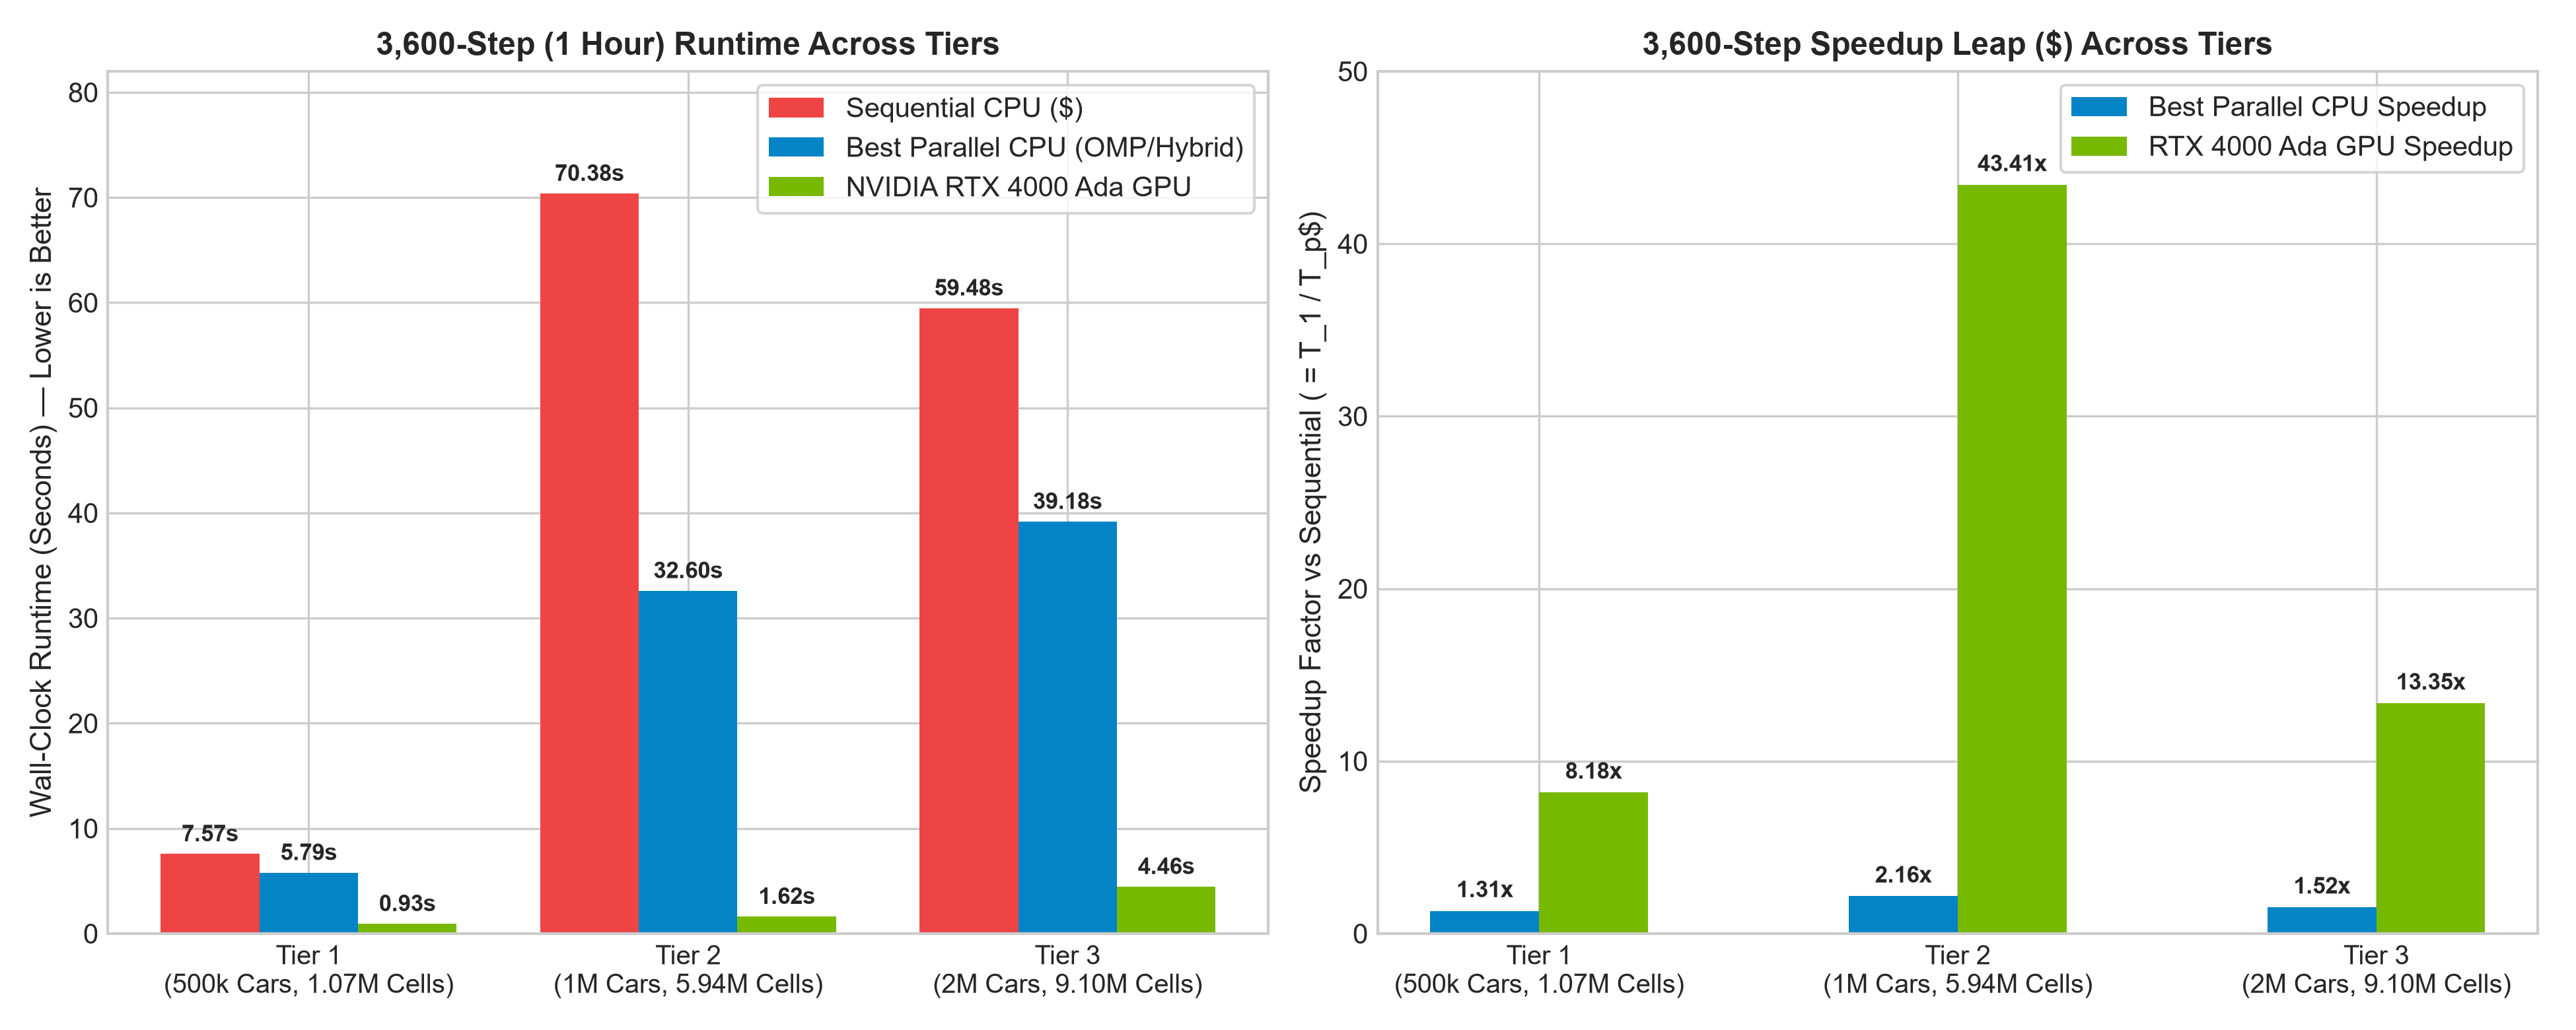 3,600-Step (1 Hour) Runtime Across Tiers
Wall-Clock Runtime (Seconds) — Lower is Better
80
70
60
50
40
30
20
10
0
Sequential CPU ($)
Best Parallel CPU (OMP/Hybrid)
NVIDIA RTX 4000 Ada GPU
7.57s
5.79s
0.93s
70.38s
32.60s
1.62s
59.48s
39.18s
4.46s
Tier 1
(500k Cars, 1.07M Cells)
Tier 2
(1M Cars, 5.94M Cells)
Tier 3
(2M Cars, 9.10M Cells)
3,600-Step Speedup Leap ($) Across Tiers
Speedup Factor vs Sequential ( = T_1 / T_p$)
50
40
30
20
10
0
Best Parallel CPU Speedup
RTX 4000 Ada GPU Speedup
1.31x
8.18x
2.16x
43.41x
1.52x
13.35x
Tier 1
(500k Cars, 1.07M Cells)
Tier 2
(1M Cars, 5.94M Cells)
Tier 3
(2M Cars, 9.10M Cells)